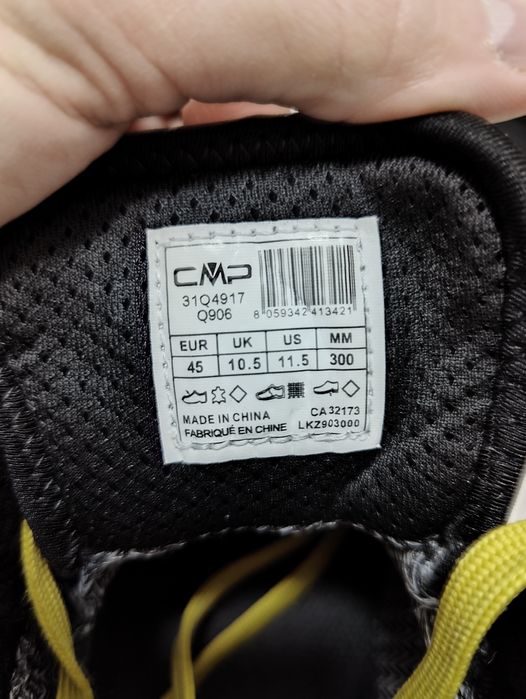 CMP
31Q4917
Q906
8 059342 413421
EUR UK US MM
45 10.5 11.5 300
MADE IN CHINA
FABRIQUÉ EN CHINE
CA 32173
LKZ903000